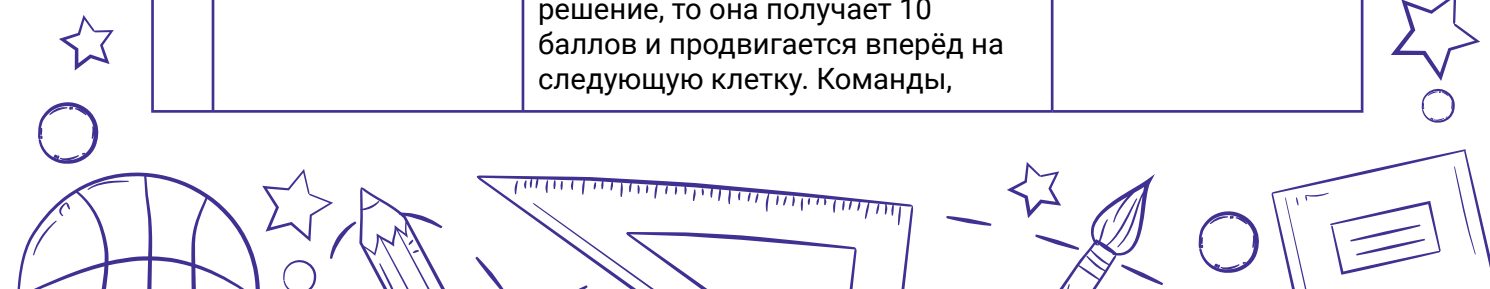 решение, то она получает 10
баллов и продвигается вперёд на
следующую клетку. Команды,